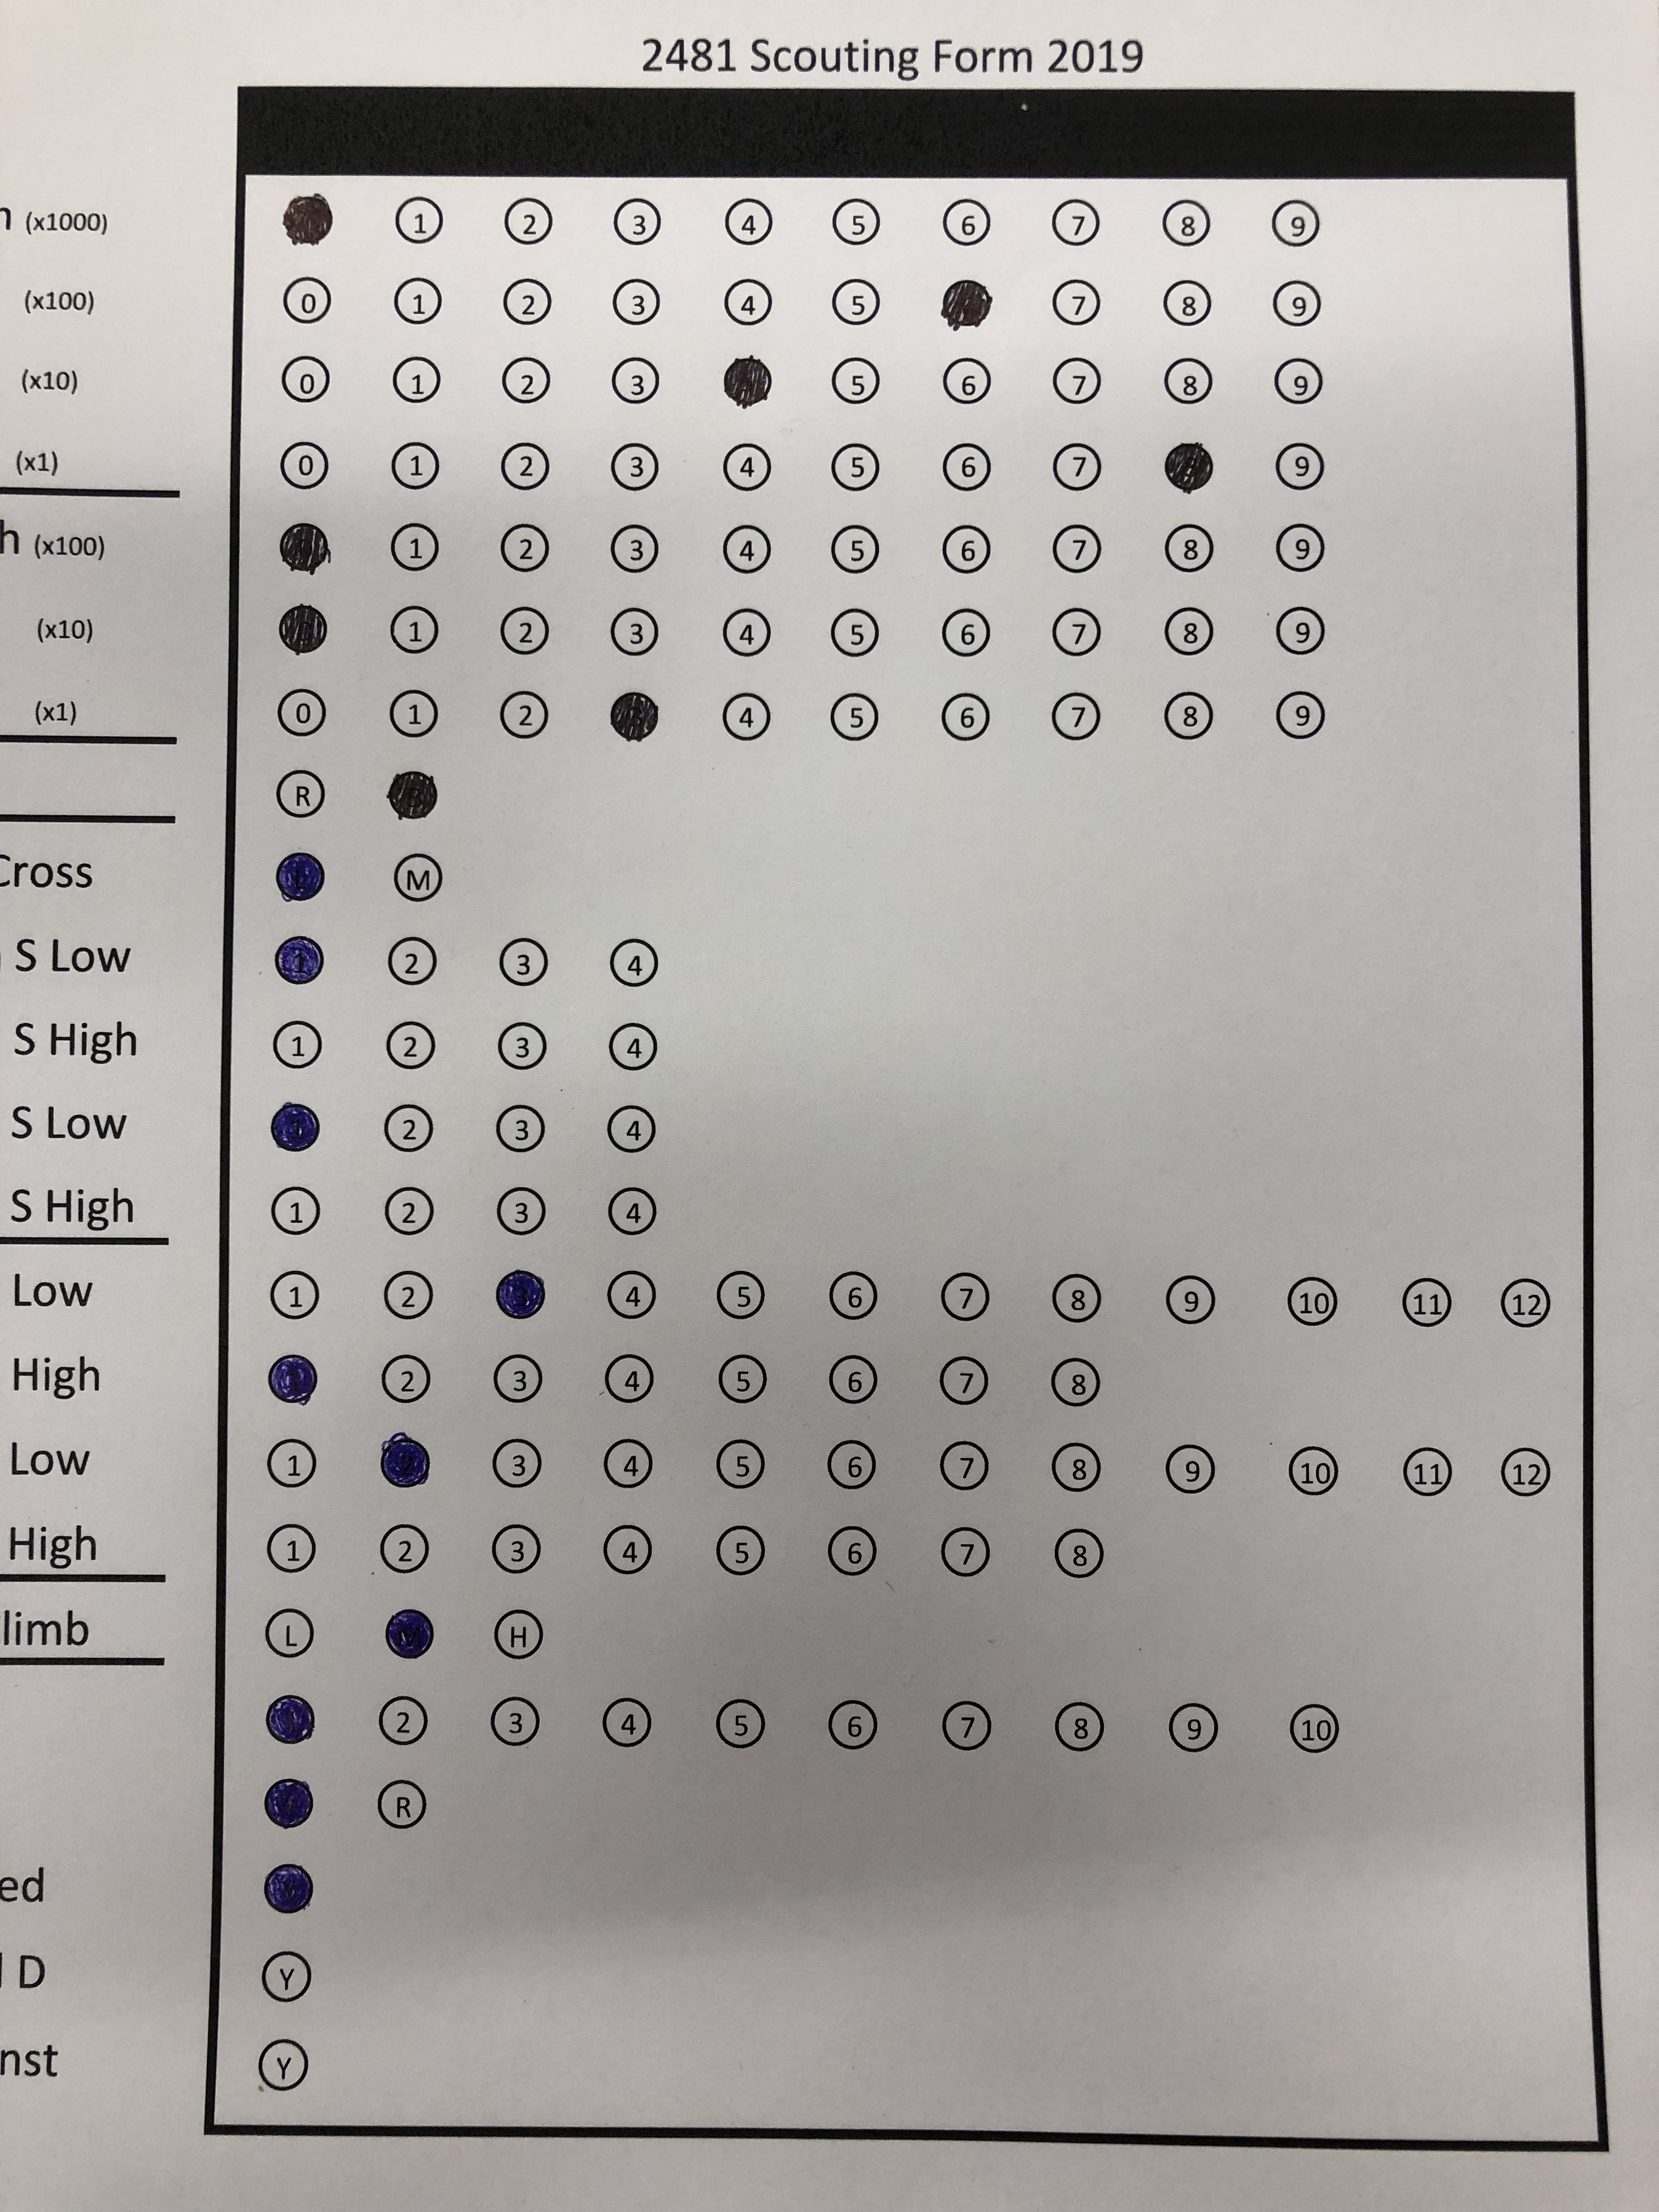 2481 Scouting Form 2019
(x1000) 1 2 3 4 5 6 7 8 9
(x100) 0 1 2 3 4 5 7 8 9
(x10) 0 1 2 3 5 6 7 8 9
(x1) 0 1 2 3 4 5 6 7 9
h (x100) 1 2 3 4 5 6 7 8 9
(x10) 1 2 3 4 5 6 7 8 9
(x1) 0 1 2 3 4 5 6 7 8 9
R B
Cross L M
S Low 1 2 3 4
S High 1 2 3 4
S Low 1 2 3 4
S High 1 2 3 4
Low 1 2 3 4 5 6 7 8 9 10 11 12
High 1 2 3 4 5 6 7 8
Low 1 2 3 4 5 6 7 8 9 10 11 12
High 1 2 3 4 5 6 7 8
limb L M H
1 2 3 4 5 6 7 8 9 10
R
ed
D Y
nst Y